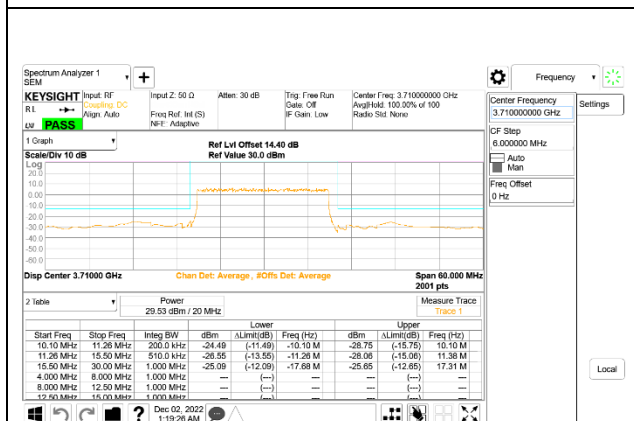 Spectrum Analyzer 1
SEM
Frequency
KEYSIGHT
Input: RF
Coupling: DC
Align: Auto
Input Z: 50 Ω
Freq Ref: Int (S)
NFE: Adaptive
Atten: 30 dB
Trig: Free Run
Gate: Off
IF Gain: Low
Center Freq: 3.710000000 GHz
Avg|Hold: 100.00% of 100
Radio Std: None
RL
PASS
Center Frequency
3.710000000 GHz
Settings
CF Step
6.000000 MHz
Auto
Man
Freq Offset
0 Hz
1 Graph
Scale/Div 10 dB
Ref Lvl Offset 14.40 dB
Ref Value 30.0 dBm
Log
20.0
10.0
0.00
-10.0
-20.0
-30.0
-40.0
-50.0
-60.0
Disp Center 3.71000 GHz
Chan Det: Average, #Offs Det: Average
Span 60.000 MHz
2001 pts
2 Table
Power
29.53 dBm / 20 MHz
Measure Trace
Trace 1
Lower Upper
Start Freq Stop Freq Integ BW dBm ΔLimit(dB) Freq (Hz) dBm ΔLimit(dB) Freq (Hz)
10.10 MHz 11.26 MHz 200.0 kHz -24.49 (-11.49) -10.10 M -28.75 (-15.75) 10.10 M
11.26 MHz 15.50 MHz 510.0 kHz -26.55 (-13.55) -11.26 M -28.06 (-15.06) 11.38 M
15.50 MHz 30.00 MHz 1.000 MHz -25.09 (-12.09) -17.68 M -25.65 (-12.65) 17.31 M
4.000 MHz 8.000 MHz 1.000 MHz --- (---) --- --- (---) ---
8.000 MHz 12.50 MHz 1.000 MHz --- (---) --- --- (---) ---
12.50 MHz 15.00 MHz 1.000 MHz --- (---) --- --- (---) ---
Local
Dec 02, 2022
1:19:26 AM